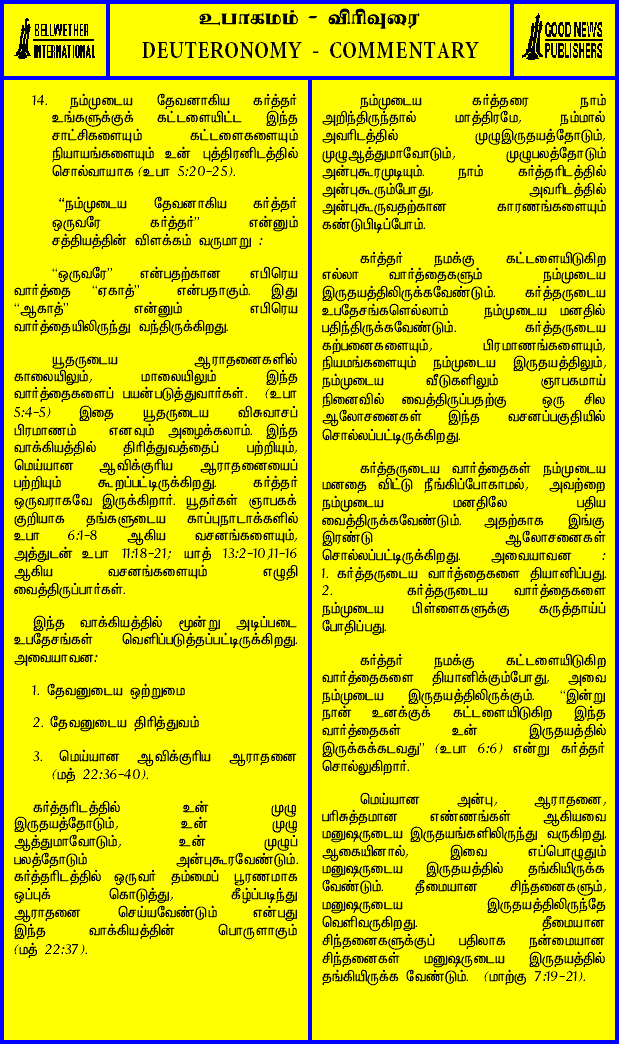 BELLWETHER
INTERNATIONAL
உபாகமம் - விரிவுரை
DEUTERONOMY - COMMENTARY
GOOD NEWS
PUBLISHERS
14. நம்முடைய தேவனாகிய கர்த்தர்
உங்களுக்குக் கட்டளையிட்ட இந்த
சாட்சிகளையும் கட்டளைகளையும்
நியாயங்களையும் உன் புத்திரனிடத்தில்
சொல்வாயாக (உபா 5:20-25).
"நம்முடைய தேவனாகிய கர்த்தர்
ஒருவரே கர்த்தர்" என்னும்
சத்தியத்தின் விளக்கம் வருமாறு :
"ஒருவரே" என்பதற்கான எபிரெய
வார்த்தை "ஏகாத்" என்பதாகும். இது
"ஆகாத்" என்னும் எபிரெய
வார்த்தையிலிருந்து வந்திருக்கிறது.
யூதருடைய ஆராதனைகளில்
காலையிலும், மாலையிலும் இந்த
வார்த்தைகளைப் பயன்படுத்துவார்கள். (உபா
5:4-5) இதை யூதருடைய விசுவாசப்
பிரமாணம் எனவும் அழைக்கலாம். இந்த
வாக்கியத்தில் திரித்துவத்தைப் பற்றியும்,
மெய்யான ஆவிக்குரிய ஆராதனையைப்
பற்றியும் கூறப்பட்டிருக்கிறது. கர்த்தர்
ஒருவராகவே இருக்கிறார். யூதர்கள் ஞாபகக்
குறியாக தங்களுடைய காப்புநாடாக்களில்
உபா 6:1-8 ஆகிய வசனங்களையும்,
அத்துடன் உபா 11:18-21; யாத் 13:2-10,11-16
ஆகிய வசனங்களையும் எழுதி
வைத்திருப்பார்கள்.
இந்த வாக்கியத்தில் மூன்று அடிப்படை
உபதேசங்கள் வெளிப்படுத்தப்பட்டிருக்கிறது.
அவையாவன:
1. தேவனுடைய ஒற்றுமை
2. தேவனுடைய திரித்துவம்
3. மெய்யான ஆவிக்குரிய ஆராதனை
(மத் 22:36-40).
கர்த்தரிடத்தில் உன் முழு
இருதயத்தோடும், உன் முழு
ஆத்துமாவோடும், உன் முழுப்
பலத்தோடும் அன்புகூரவேண்டும்.
கர்த்தரிடத்தில் ஒருவர் தம்மைப் பூரணமாக
ஒப்புக் கொடுத்து, கீழ்ப்படிந்து
ஆராதனை செய்யவேண்டும் என்பது
இந்த வாக்கியத்தின் பொருளாகும்
(மத் 22:37).
நம்முடைய கர்த்தரை நாம்
அறிந்திருந்தால் மாத்திரமே, நம்மால்
அவரிடத்தில் முழுஇருதயத்தோடும்,
முழுஆத்துமாவோடும், முழுபலத்தோடும்
அன்புகூரமுடியும். நாம் கர்த்தரிடத்தில்
அன்புகூரும்போது, அவரிடத்தில்
அன்புகூருவதற்கான காரணங்களையும்
கண்டுபிடிப்போம்.
கர்த்தர் நமக்கு கட்டளையிடுகிற
எல்லா வார்த்தைகளும் நம்முடைய
இருதயத்திலிருக்கவேண்டும். கர்த்தருடைய
உபதேசங்களெல்லாம் நம்முடைய மனதில்
பதிந்திருக்கவேண்டும். கர்த்தருடைய
கற்பனைகளையும், பிரமாணங்களையும்,
நியமங்களையும் நம்முடைய இருதயத்திலும்,
நம்முடைய வீடுகளிலும் ஞாபகமாய்
நினைவில் வைத்திருப்பதற்கு ஒரு சில
ஆலோசனைகள் இந்த வசனப்பகுதியில்
சொல்லப்பட்டிருக்கிறது.
கர்த்தருடைய வார்த்தைகள் நம்முடைய
மனதை விட்டு நீங்கிப்போகாமல், அவற்றை
நம்முடைய மனதிலே பதிய
வைத்திருக்கவேண்டும். அதற்காக இங்கு
இரண்டு ஆலோசனைகள்
சொல்லப்பட்டிருக்கிறது. அவையாவன :
1. கர்த்தருடைய வார்த்தைகளை தியானிப்பது.
2. கர்த்தருடைய வார்த்தைகளை
நம்முடைய பிள்ளைகளுக்கு கருத்தாய்ப்
போதிப்பது.
கர்த்தர் நமக்கு கட்டளையிடுகிற
வார்த்தைகளை தியானிக்கும்போது, அவை
நம்முடைய இருதயத்திலிருக்கும். "இன்று
நான் உனக்குக் கட்டளையிடுகிற இந்த
வார்த்தைகள் உன் இருதயத்தில்
இருக்கக்கடவது" (உபா 6:6) என்று கர்த்தர்
சொல்லுகிறார்.
மெய்யான அன்பு, ஆராதனை,
பரிசுத்தமான எண்ணங்கள் ஆகியவை
மனுஷருடைய இருதயங்களிலிருந்து வருகிறது.
ஆகையினால், இவை எப்பொழுதும்
மனுஷருடைய இருதயத்தில் தங்கியிருக்க
வேண்டும். தீமையான சிந்தனைகளும்,
மனுஷருடைய இருதயத்திலிருந்தே
வெளிவருகிறது. தீமையான
சிந்தனைகளுக்குப் பதிலாக நன்மையான
சிந்தனைகள் மனுஷருடைய இருதயத்தில்
தங்கியிருக்க வேண்டும். (மாற்கு 7:19-21).